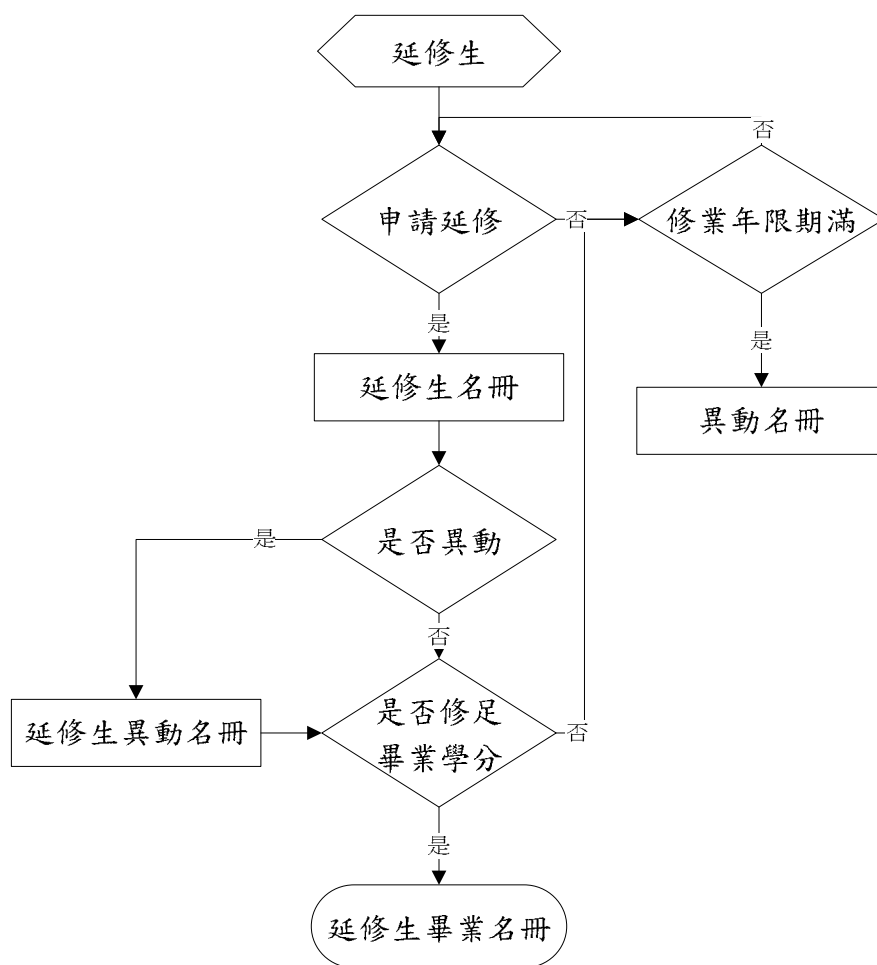 延修生
否
申請延修
否
修業年限期滿
是
是
延修生名冊
異動名冊
是
是否異動
否
延修生異動名冊
是否修足
畢業學分
否
是
延修生畢業名冊